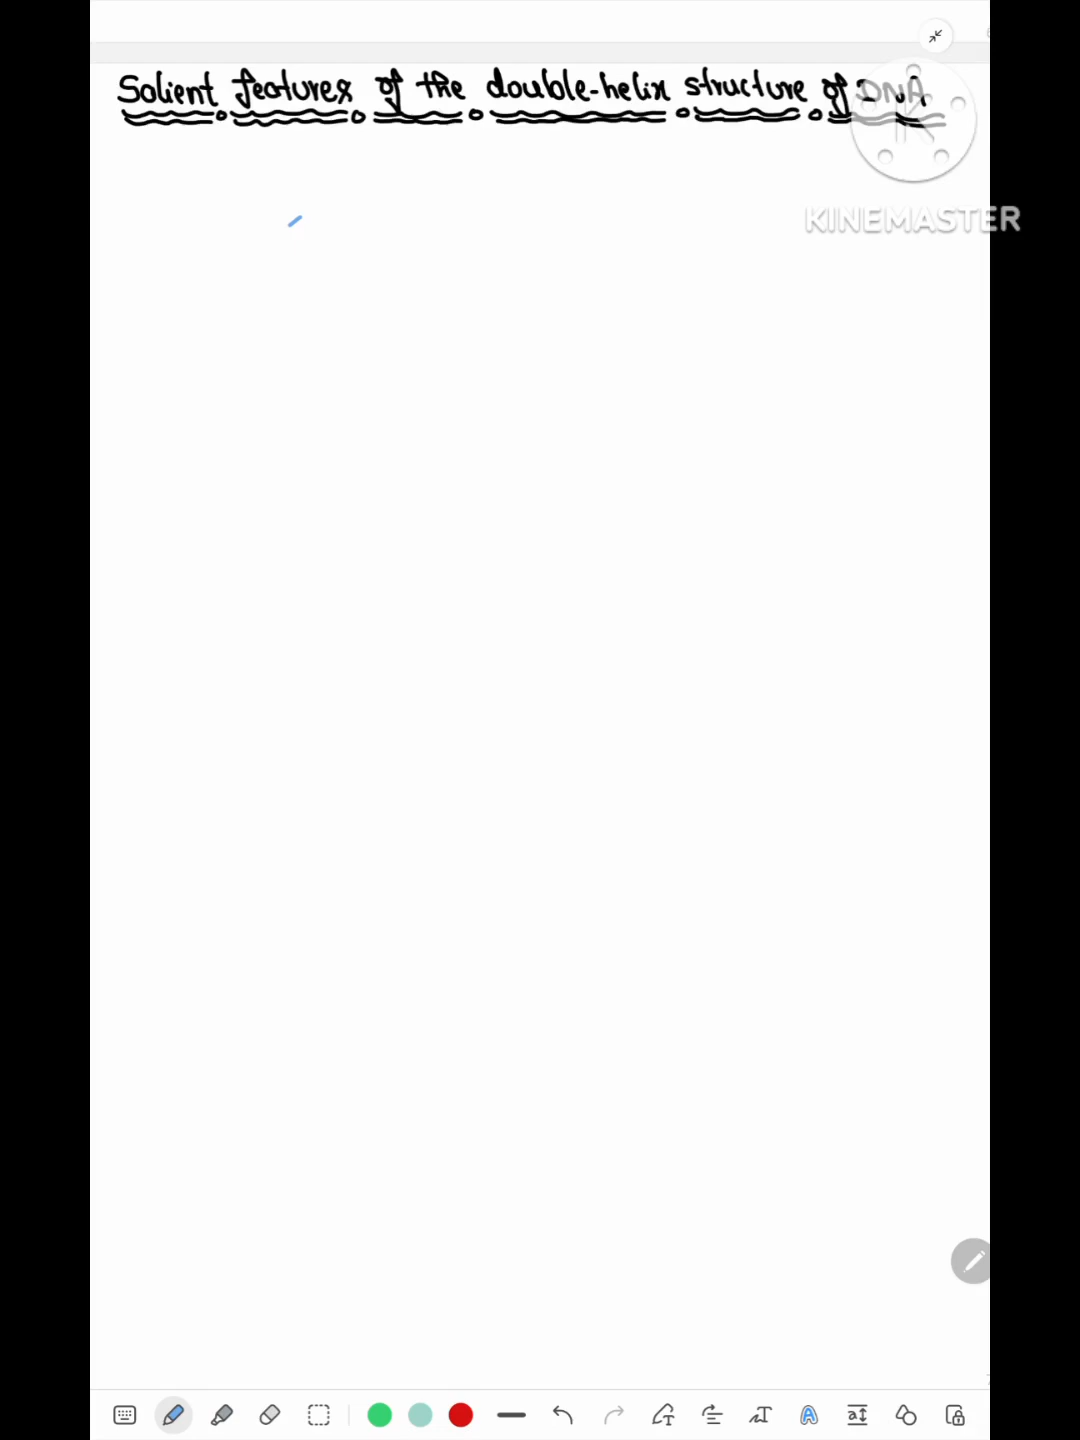 Salient features of the double-helix structure of DNA
KINEMASTER